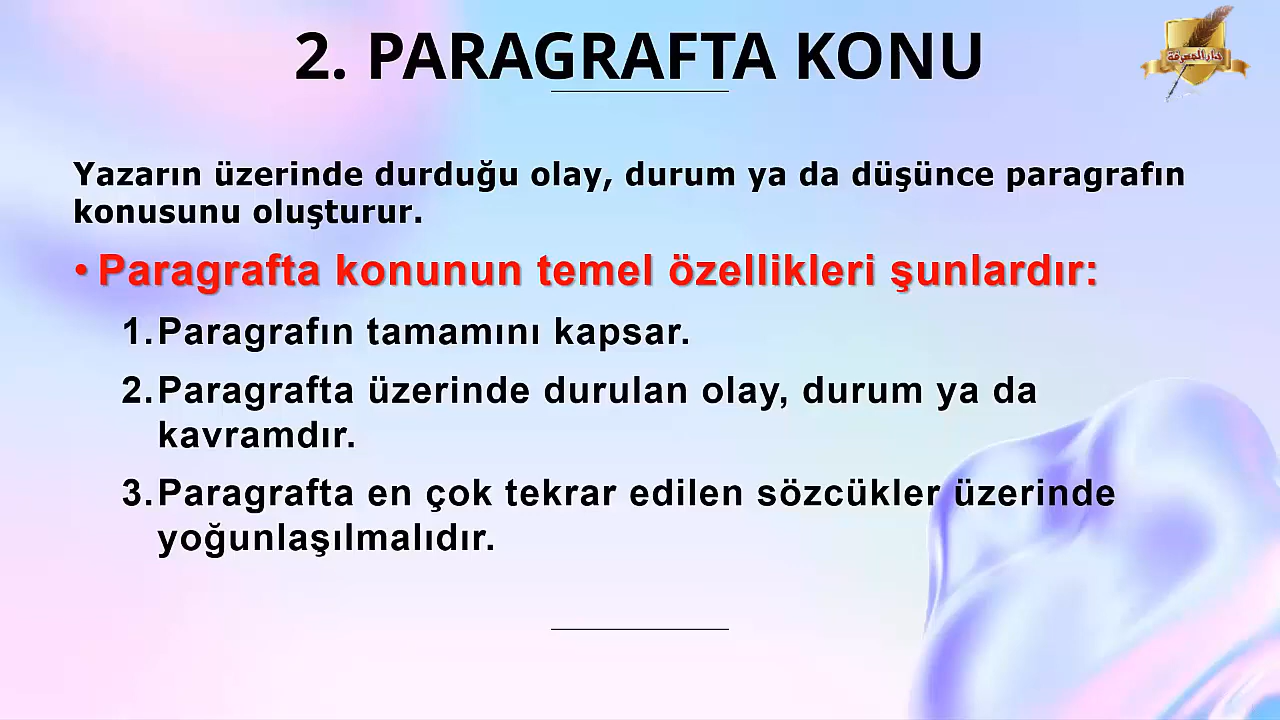 2. PARAGRAFTA KONU
دار المعرفة
Yazarın üzerinde durduğu olay, durum ya da düşünce paragrafın
konusunu oluşturur.
• Paragrafta konunun temel özellikleri şunlardır:
1.Paragrafın tamamını kapsar.
2.Paragrafta üzerinde durulan olay, durum ya da
kavramdır.
3.Paragrafta en çok tekrar edilen sözcükler üzerinde
yoğunlaşılmalıdır.